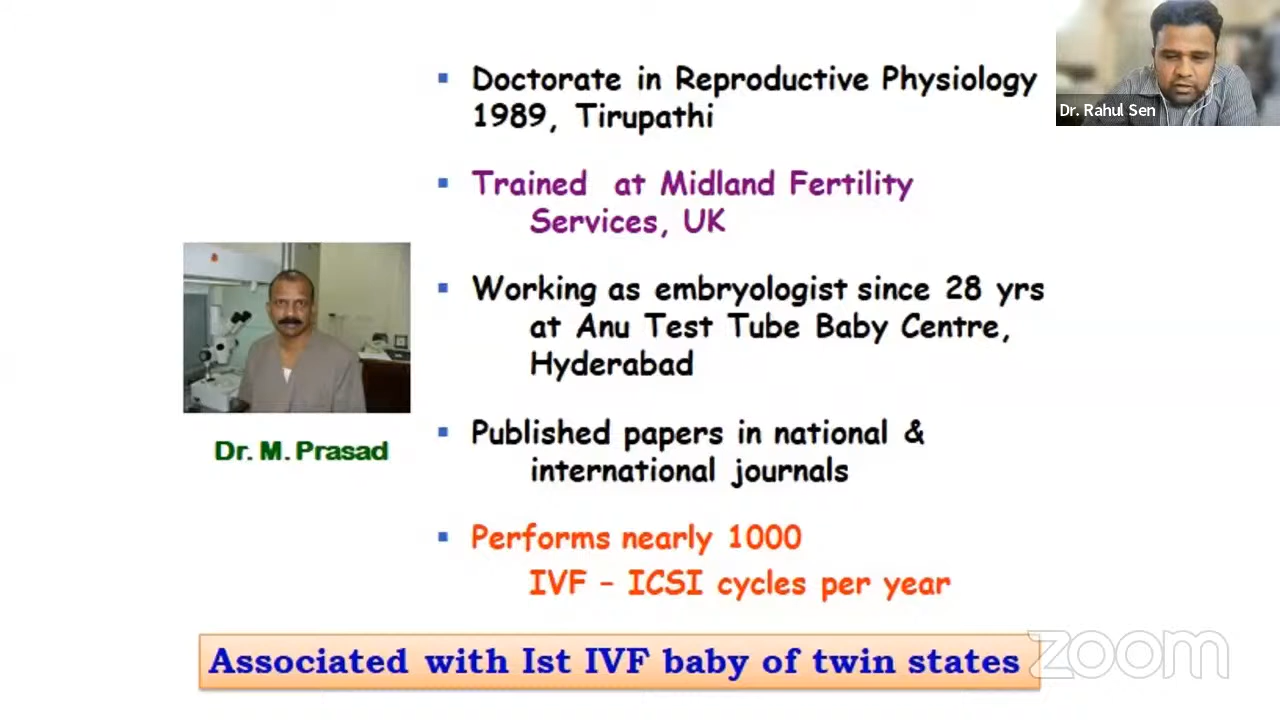 Doctorate in Reproductive Physiology
1989, Tirupathi
Trained at Midland Fertility
Services, UK
Working as embryologist since 28 yrs
at Anu Test Tube Baby Centre,
Hyderabad
Published papers in national &
international journals
Performs nearly 1000
IVF – ICSI cycles per year
Dr. M. Prasad
Associated with Ist IVF baby of twin states
Dr. Rahul Sen
zoom